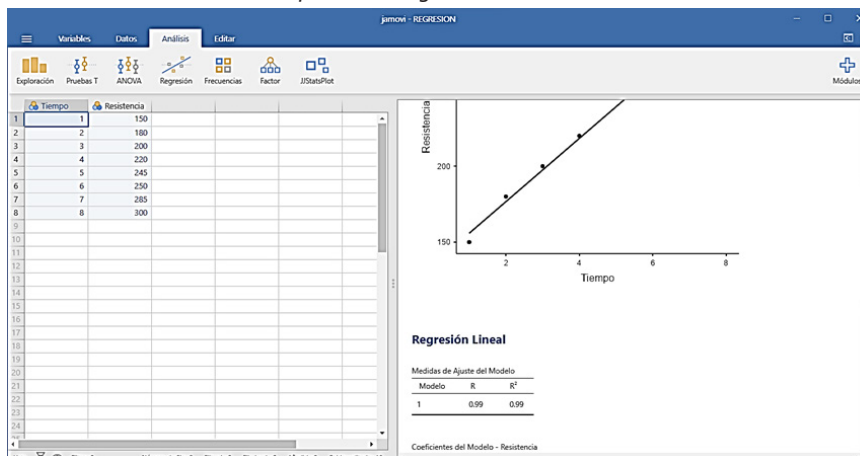 jamovi - REGRESION
Variables Datos Análisis Editar
Exploración Pruebas T ANOVA Regresión Frecuencias Factor JJStatsPlot Módulos
Tiempo Resistencia
1 1 150
2 2 180
3 3 200
4 4 220
5 5 245
6 6 250
7 7 285
8 8 300
9
10
11
12
13
14
15
16
17
18
19
20
21
22
23
24
Resistencia
200
150
2 4 6 8
Tiempo
Regresión Lineal
Medidas de Ajuste del Modelo
Modelo R R²
1 0.99 0.99
Coeficientes del Modelo - Resistencia